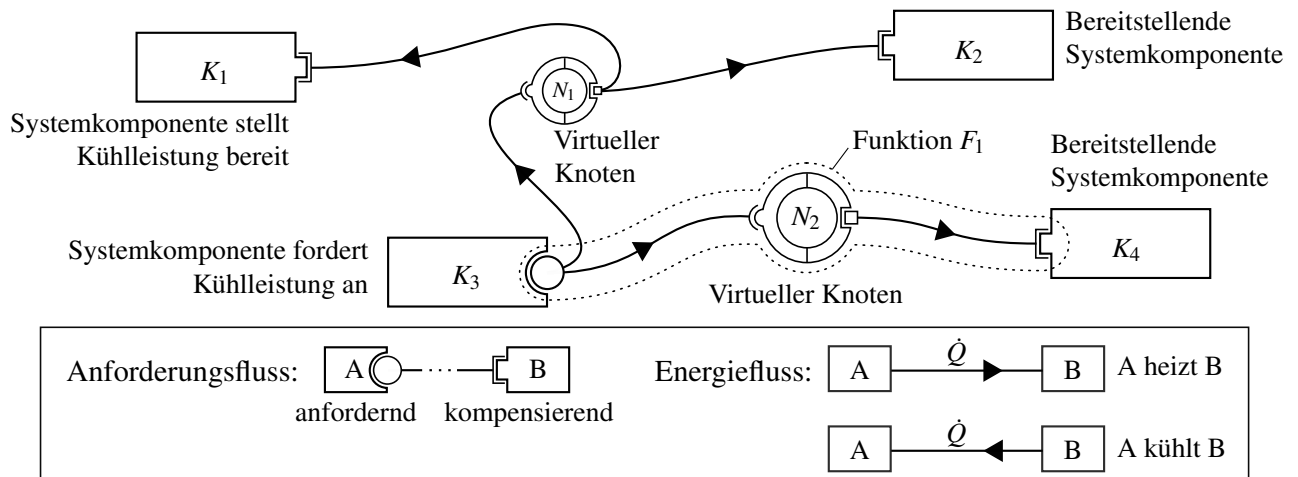 K₁
Systemkomponente stellt
Kühlleistung bereit
N₁
Virtueller
Knoten
K₂
Bereitstellende
Systemkomponente
Funktion F₁
Bereitstellende
Systemkomponente
Systemkomponente fordert
Kühlleistung an
K₃
N₂
Virtueller Knoten
K₄
Anforderungsfluss:
A
B
anfordernd
kompensierend
Energiefluss:
A
Q̇
B
A heizt B
A
Q̇
B
A kühlt B